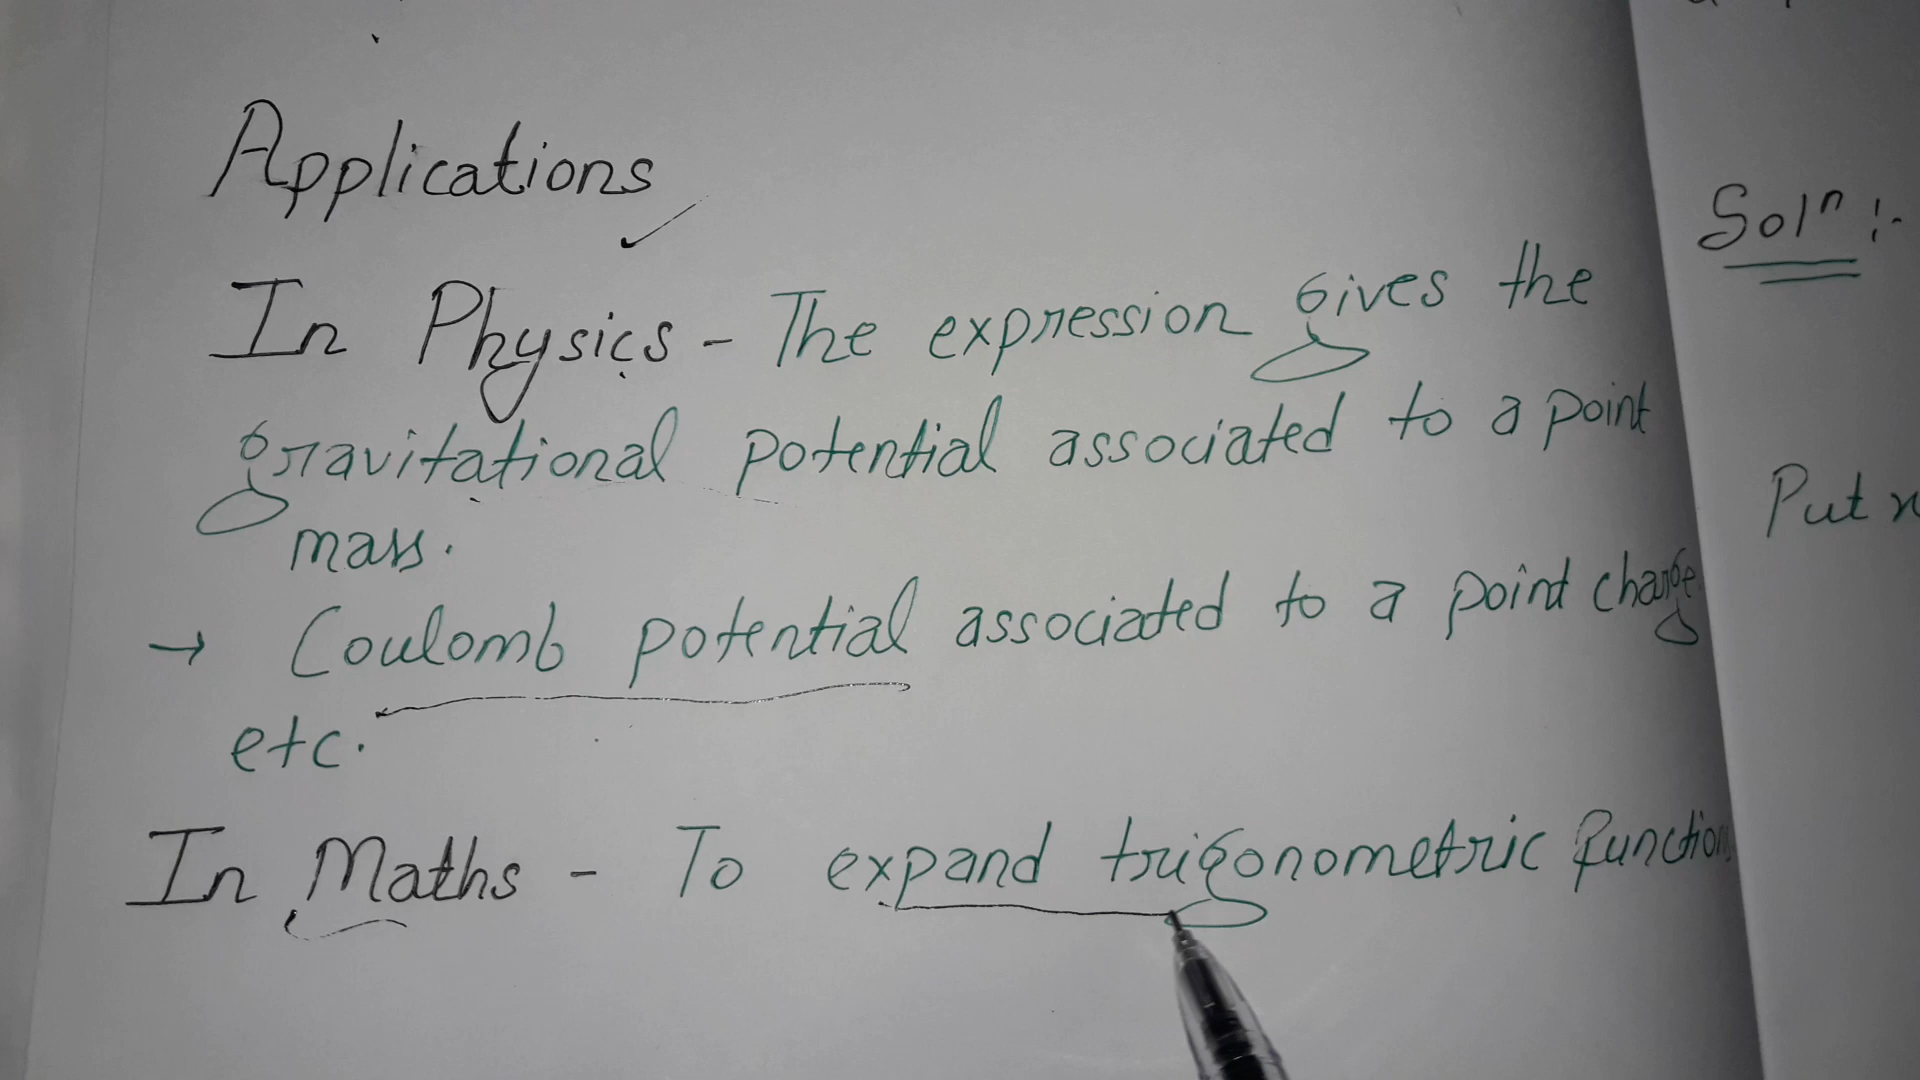 Applications
In Physics - The expression gives the
gravitational potential associated to a point
mass.
→ Coulomb potential associated to a point charge
etc.
In Maths - To expand trigonometric function
Solⁿ :-
Put x